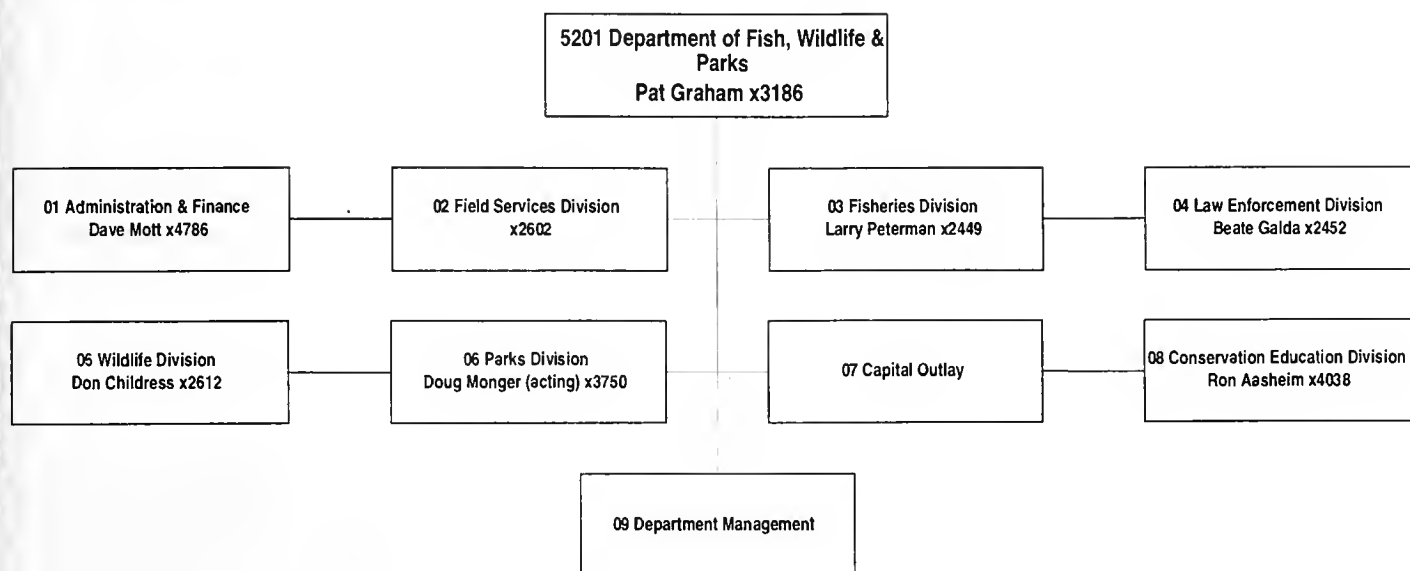 5201 Department of Fish, Wildlife &
Parks
Pat Graham x3186
01 Administration & Finance
Dave Mott x4786
02 Field Services Division
x2602
03 Fisheries Division
Larry Peterman x2449
04 Law Enforcement Division
Beate Galda x2452
05 Wildlife Division
Don Childress x2612
06 Parks Division
Doug Monger (acting) x3750
07 Capital Outlay
08 Conservation Education Division
Ron Aasheim x4038
09 Department Management